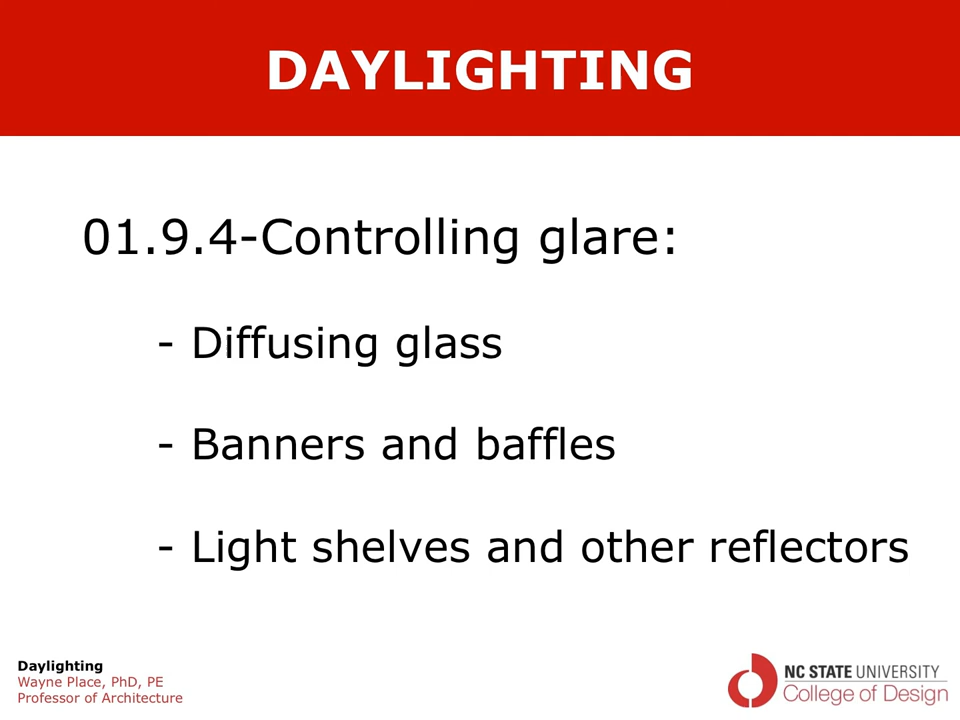 DAYLIGHTING
01.9.4-Controlling glare:
- Diffusing glass
- Banners and baffles
- Light shelves and other reflectors
Daylighting
Wayne Place, PhD, PE
Professor of Architecture
NC STATE UNIVERSITY
College of Design